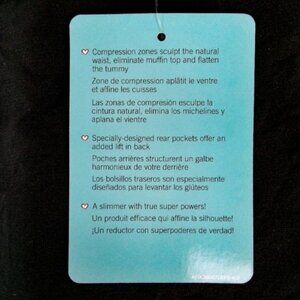 Compression zones sculpt the natural
waist, eliminate muffin top and flatten
the tummy
Zone de compression aplâtit le ventre
et affine les cuisses
Las zonas de compresión esculpe la
cintura natural, elimina los michelines y
aplana el vientre
Specially-designed rear pockets offer an
added lift in back
Poches arrières structurent un galbe
harmonieux de votre derrière
Los bolsillos traseros son especialmente
diseñados para levantar los glúteos
A slimmer with true super powers!
Un produit efficace qui affine la silhouette!
¡Un reductor con superpoderes de verdad!